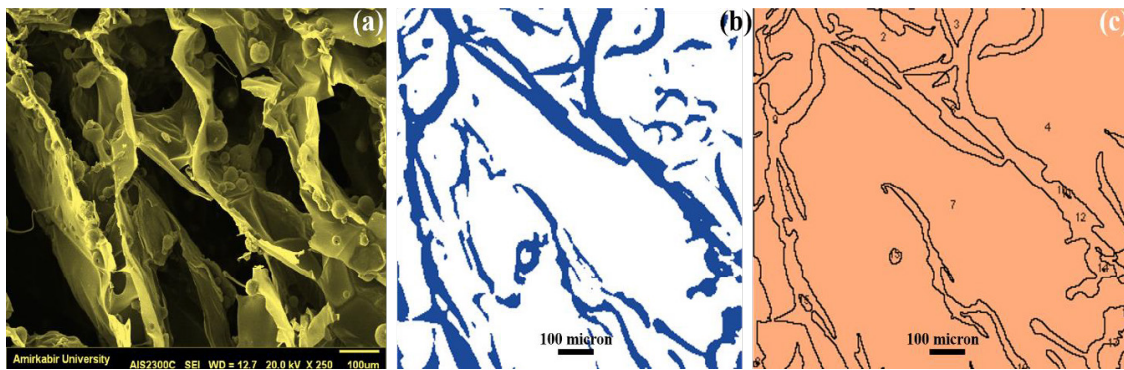 (a)
Amirkabir University AIS2300C SEI WD = 12.7 20.0 kV X 250 100um
(b)
100 micron
(c)
2
3
6
4
7
12
100 micron